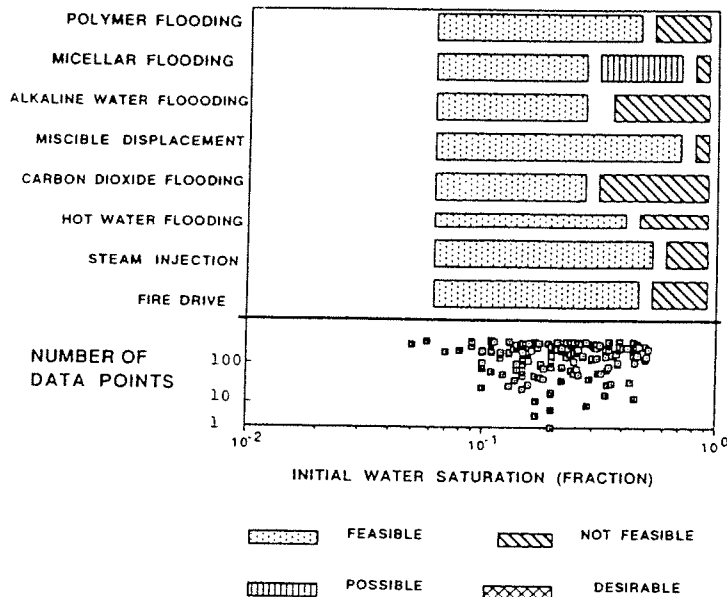 POLYMER FLOODING
MICELLAR FLOODING
ALKALINE WATER FLOOODING
MISCIBLE DISPLACEMENT
CARBON DIOXIDE FLOODING
HOT WATER FLOODING
STEAM INJECTION
FIRE DRIVE
NUMBER OF
DATA POINTS
100
10
1
10⁻² 10⁻¹ 10⁰
INITIAL WATER SATURATION (FRACTION)
FEASIBLE NOT FEASIBLE
POSSIBLE DESIRABLE